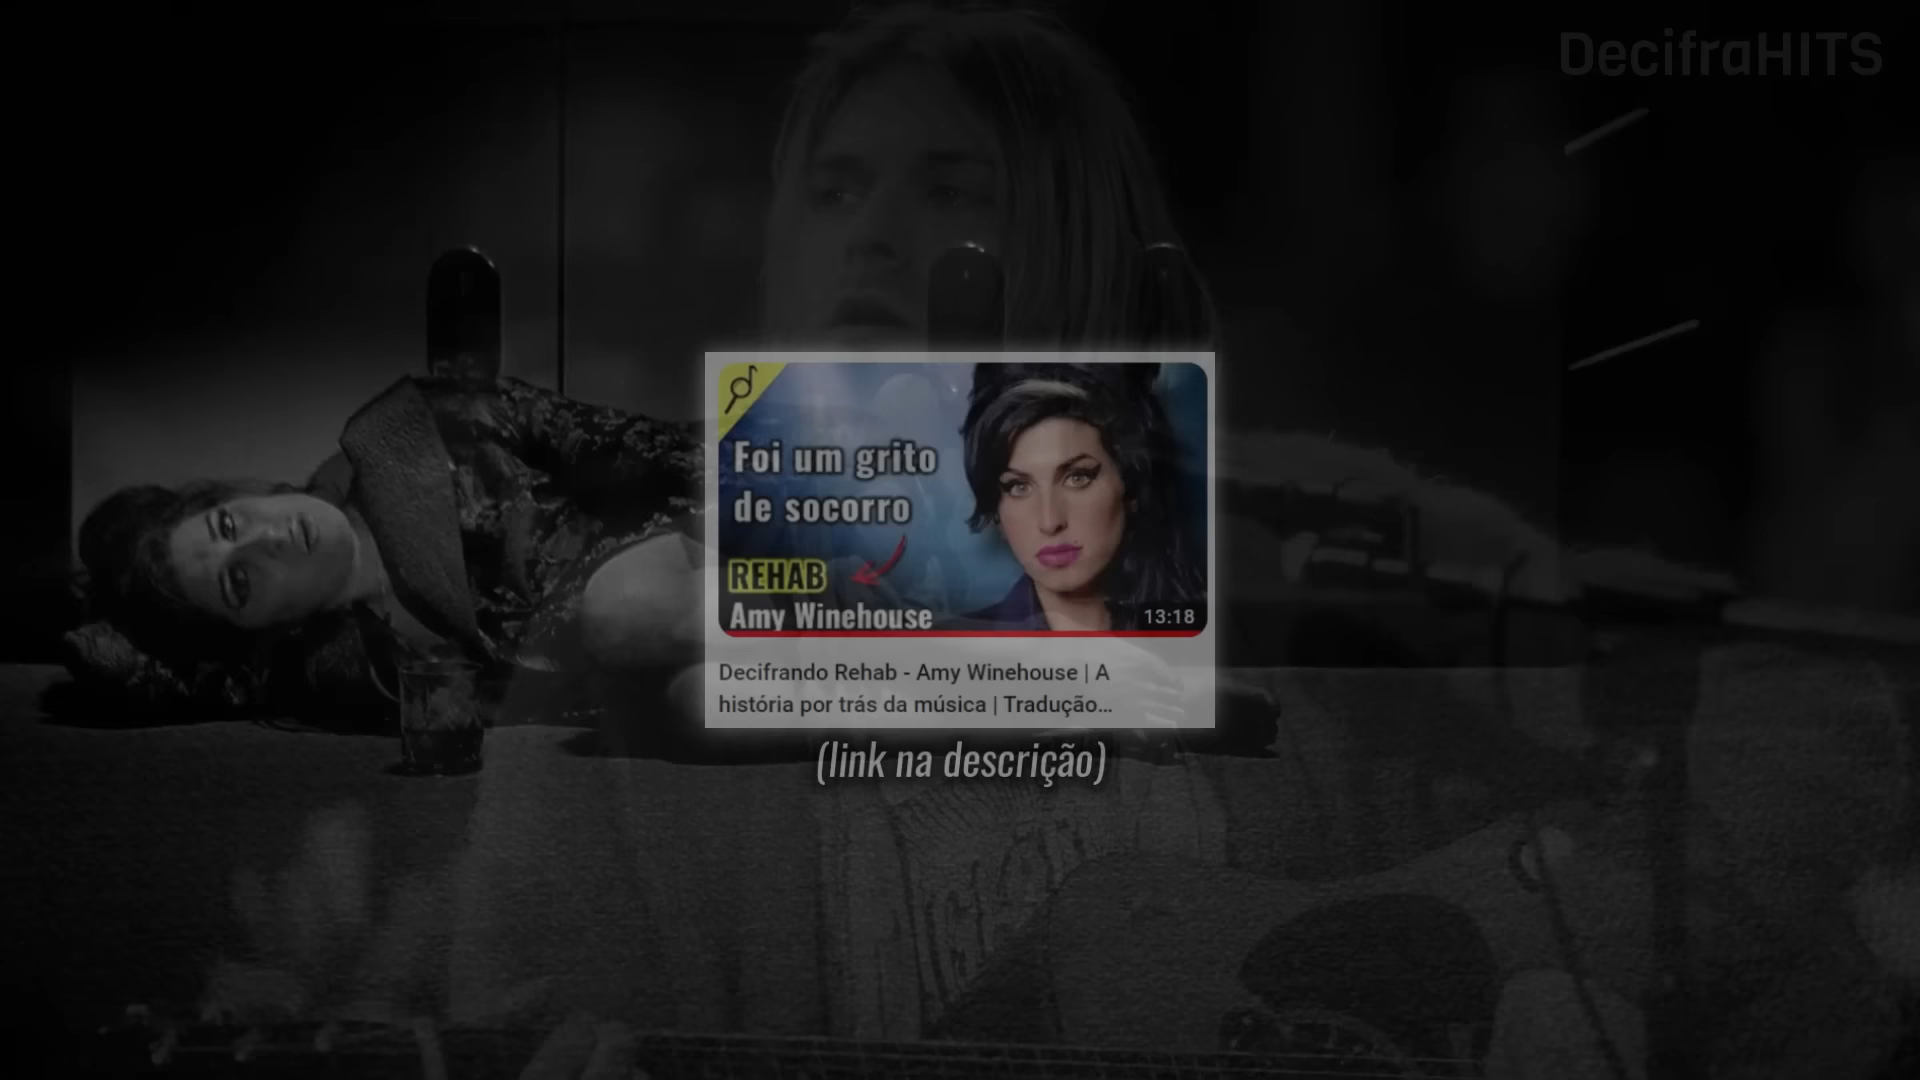 DecifraHITS
Foi um grito
de socorro
REHAB
Amy Winehouse
13:18
Decifrando Rehab - Amy Winehouse | A
história por trás da música | Tradução...
(link na descrição)